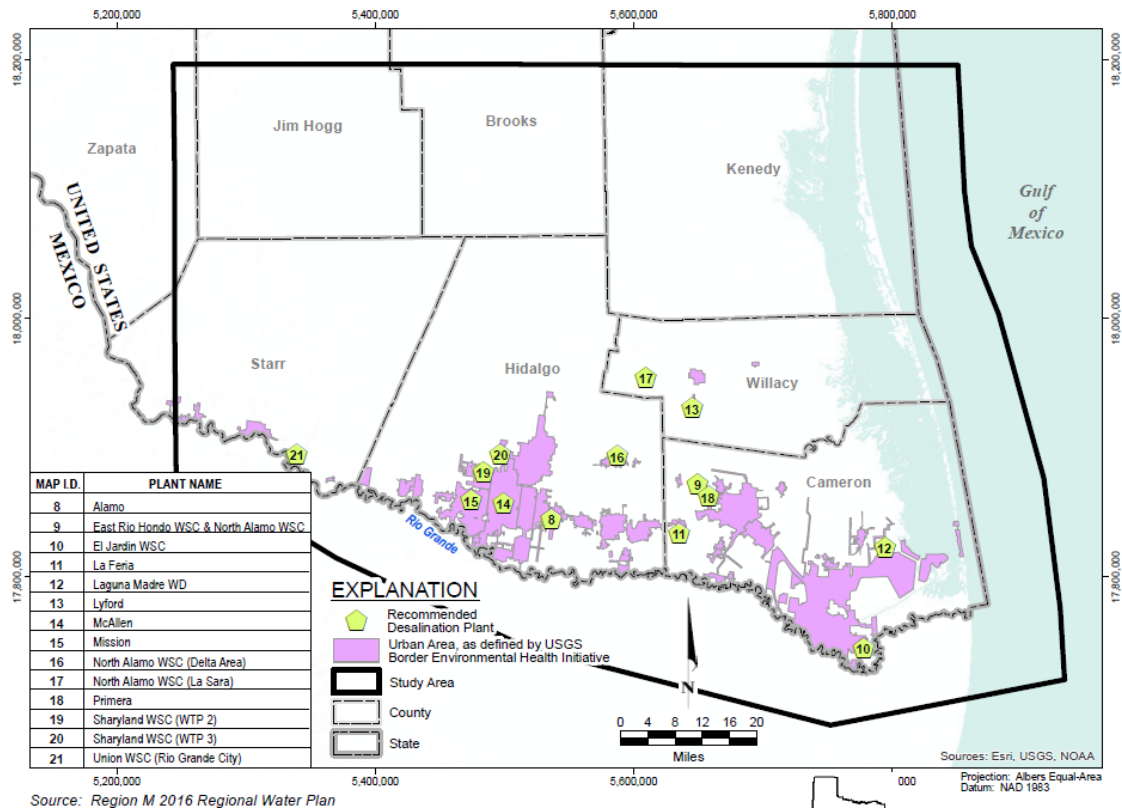 5,200,000
5,400,000
5,600,000
5,800,000
18,200,000
18,200,000
Jim Hogg
Brooks
Zapata
Kenedy
UNITED STATES
MEXICO
Gulf
of
Mexico
18,000,000
18,000,000
Starr
Hidalgo
Willacy
17
13
21
20
16
19
9
18
Cameron
15
14
8
11
12
10
Rio Grande
17,800,000
17,800,000
MAP I.D. PLANT NAME
8 Alamo
9 East Rio Hondo WSC & North Alamo WSC
10 El Jardin WSC
11 La Feria
12 Laguna Madre WD
13 Lyford
14 McAllen
15 Mission
16 North Alamo WSC (Delta Area)
17 North Alamo WSC (La Sara)
18 Primera
19 Sharyland WSC (WTP 2)
20 Sharyland WSC (WTP 3)
21 Union WSC (Rio Grande City)
EXPLANATION
Recommended
Desalination Plant
Urban Area, as defined by USGS
Border Environmental Health Initiative
Study Area
County
State
N
0 4 8 12 16 20
Miles
Sources: Esri, USGS, NOAA
5,200,000
5,400,000
5,600,000
000
Projection: Albers Equal-Area
Datum: NAD 1983
Source: Region M 2016 Regional Water Plan